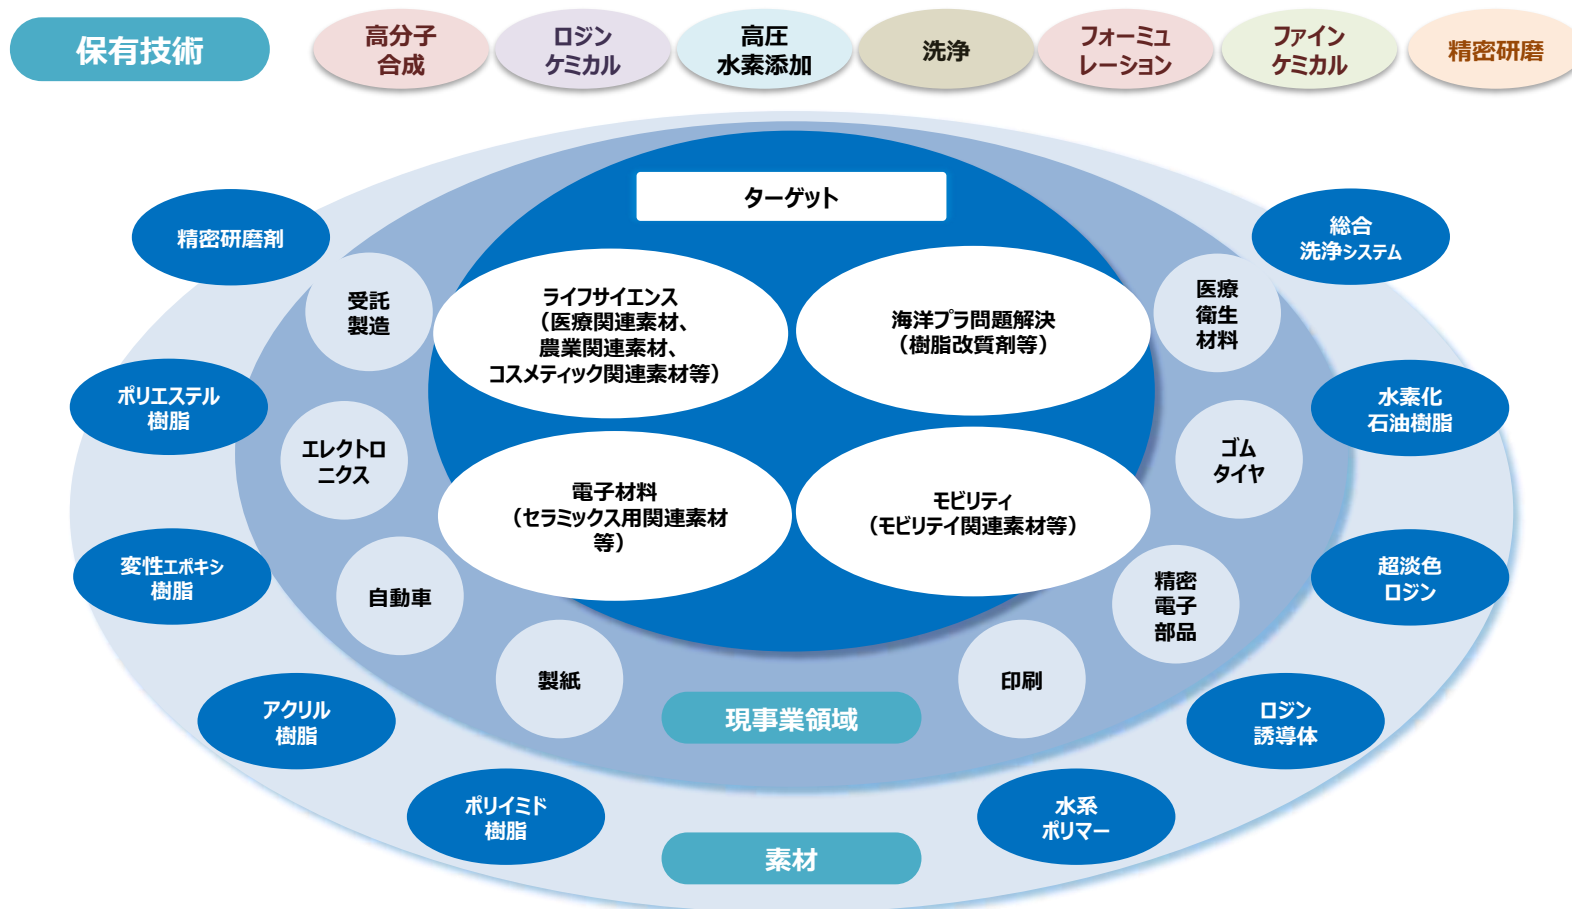 保有技術
高分子
合成
ロジン
ケミカル
高圧
水素添加
洗浄
フォーミュ
レーション
ファイン
ケミカル
精密研磨
ターゲット
ライフサイエンス
（医療関連素材、
農業関連素材、
コスメティック関連素材等）
海洋プラ問題解決
（樹脂改質剤等）
電子材料
（セラミックス用関連素材
等）
モビリティ
（モビリテイ関連素材等）
受託
製造
エレクトロ
ニクス
自動車
製紙
印刷
精密
電子
部品
ゴム
タイヤ
医療
衛生
材料
現事業領域
精密研磨剤
ポリエステル
樹脂
変性エポキシ
樹脂
アクリル
樹脂
ポリイミド
樹脂
水系
ポリマー
ロジン
誘導体
超淡色
ロジン
水素化
石油樹脂
総合
洗浄システム
素材